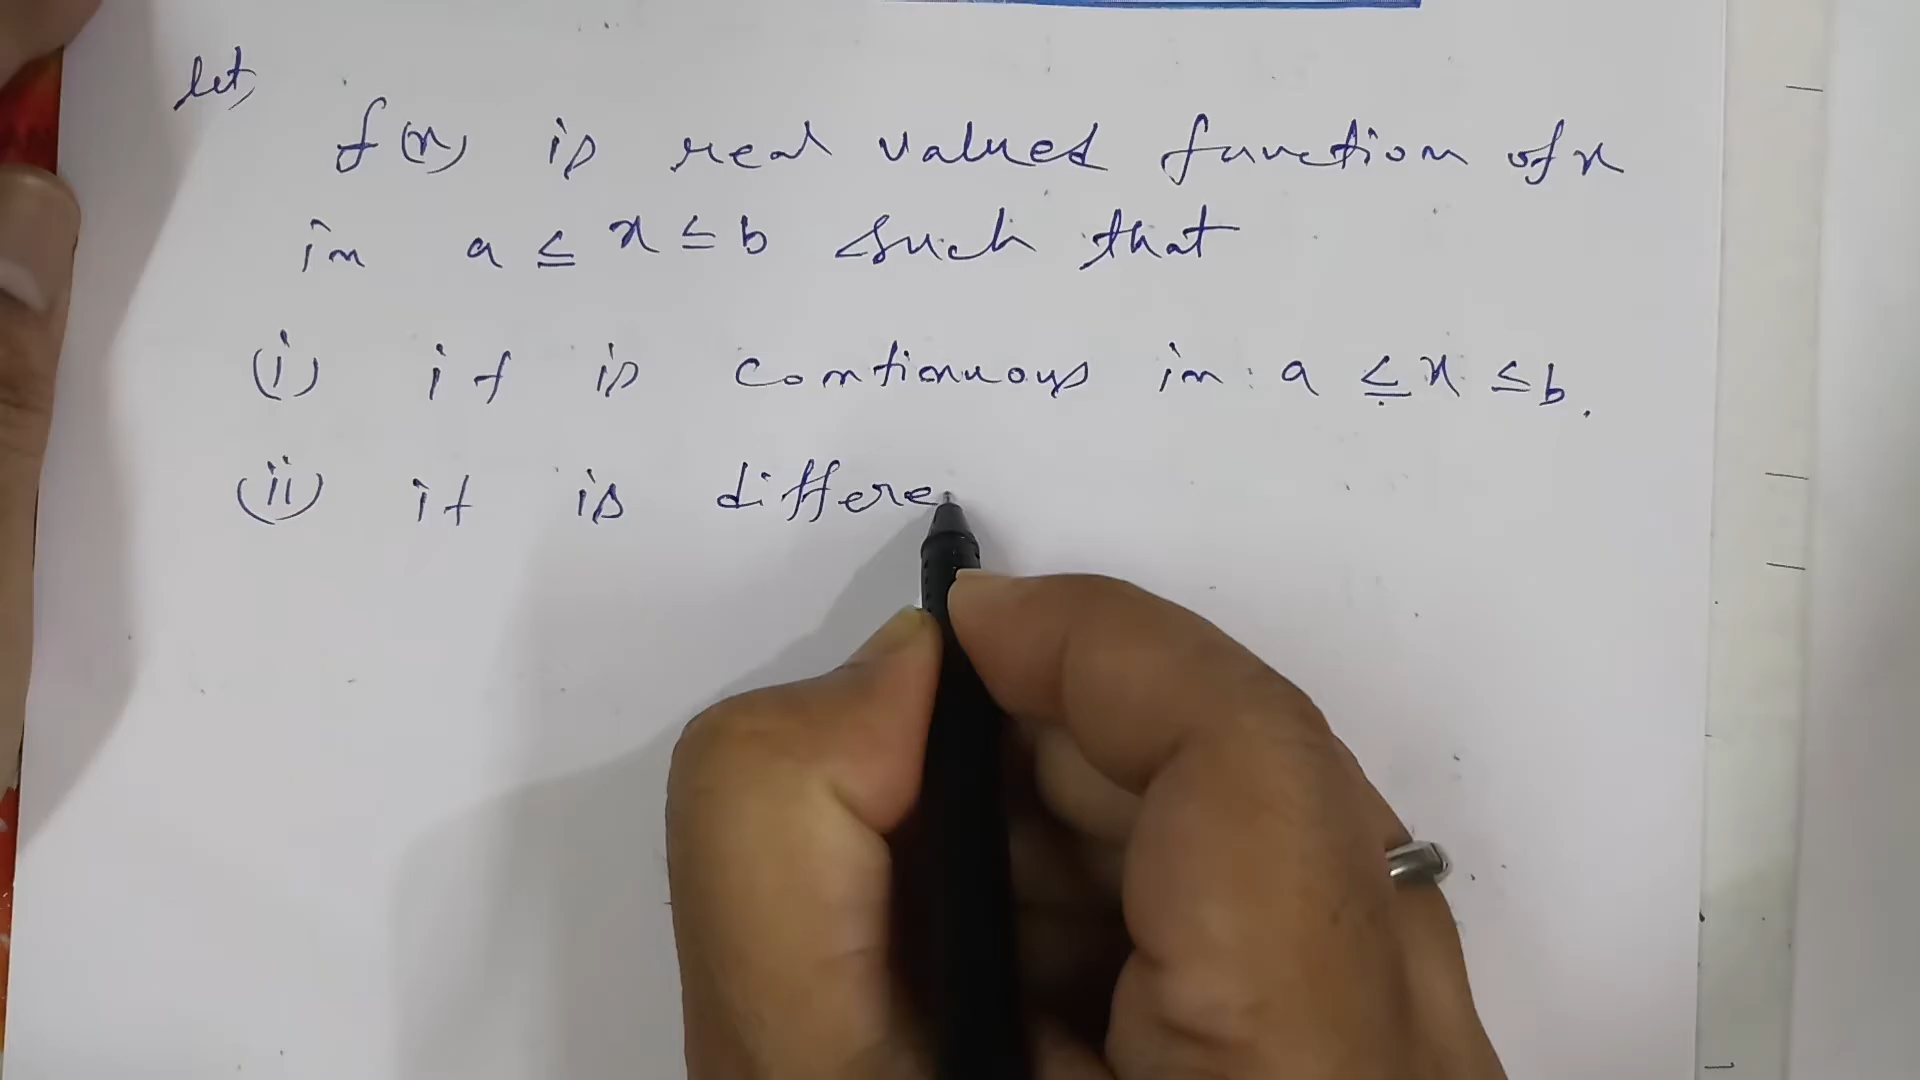 let,
f(x) is real valued function of x
in a ≤ x ≤ b such that
(i) it is continuous in a ≤ x ≤ b.
(ii) it is differe